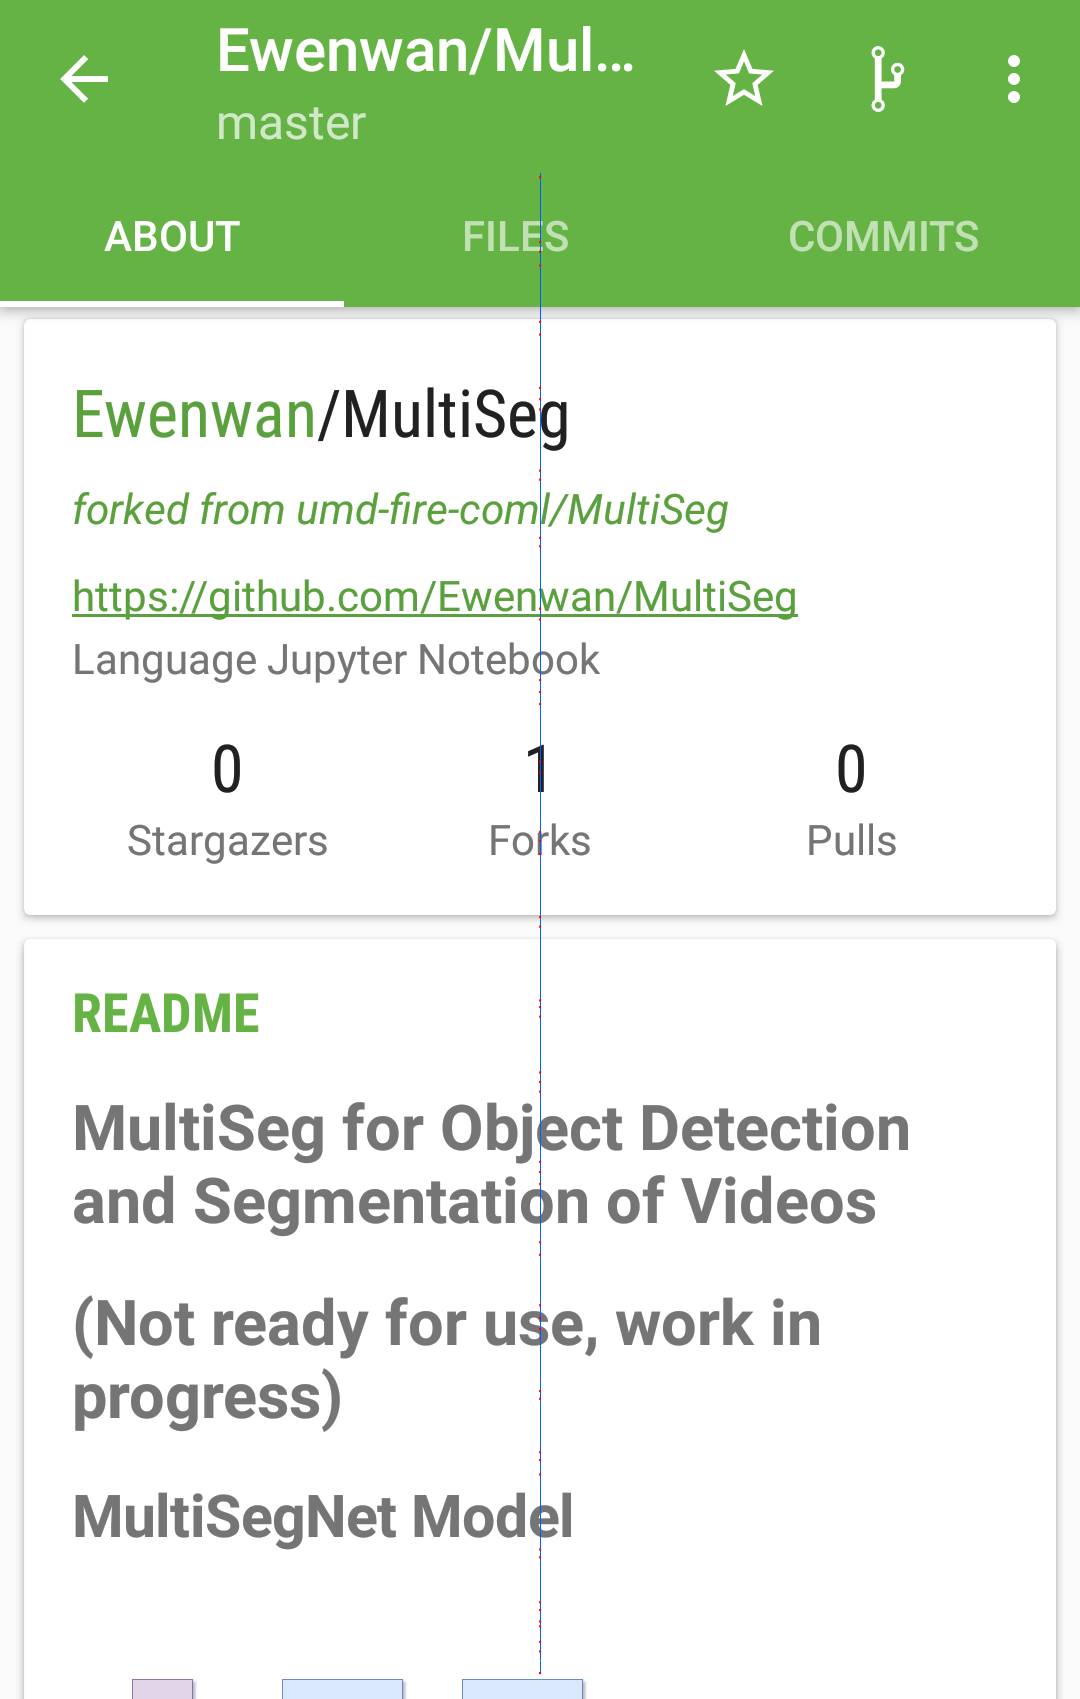 Ewenwan/Mul...
master
ABOUT FILES COMMITS
Ewenwan/MultiSeg
forked from umd-fire-coml/MultiSeg
https://github.com/Ewenwan/MultiSeg
Language Jupyter Notebook
0 1 0
Stargazers Forks Pulls
README
MultiSeg for Object Detection
and Segmentation of Videos
(Not ready for use, work in
progress)
MultiSegNet Model